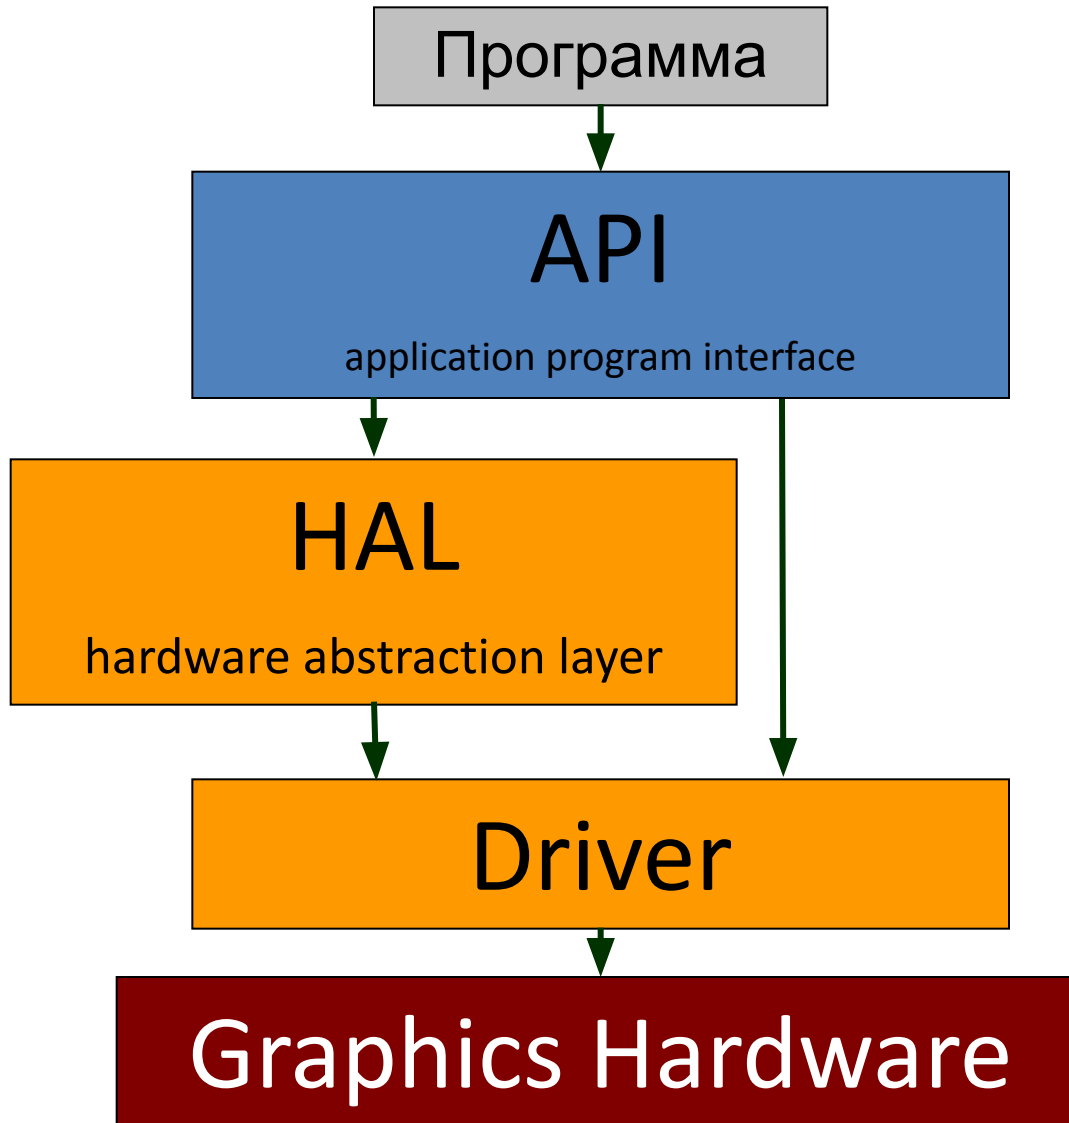 Программа
API
application program interface
HAL
hardware abstraction layer
Driver
Graphics Hardware